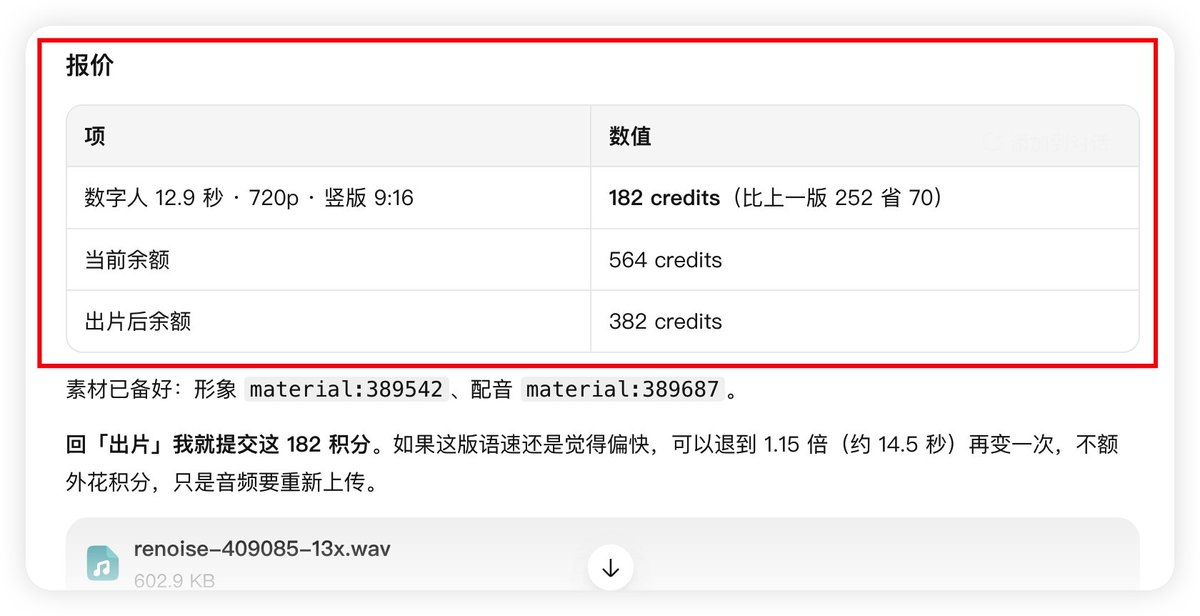 报价
项
数值
数字人 12.9 秒 · 720p · 竖版 9:16
182 credits（比上一版 252 省 70）
当前余额
564 credits
出片后余额
382 credits
素材已备好：形象 material:389542 、配音 material:389687 。
回「出片」我就提交这 182 积分。如果这版语速还是觉得偏快，可以退到 1.15 倍（约 14.5 秒）再变一次，不额
外花积分，只是音频要重新上传。
renoise-409085-13x.wav
602.9 KB